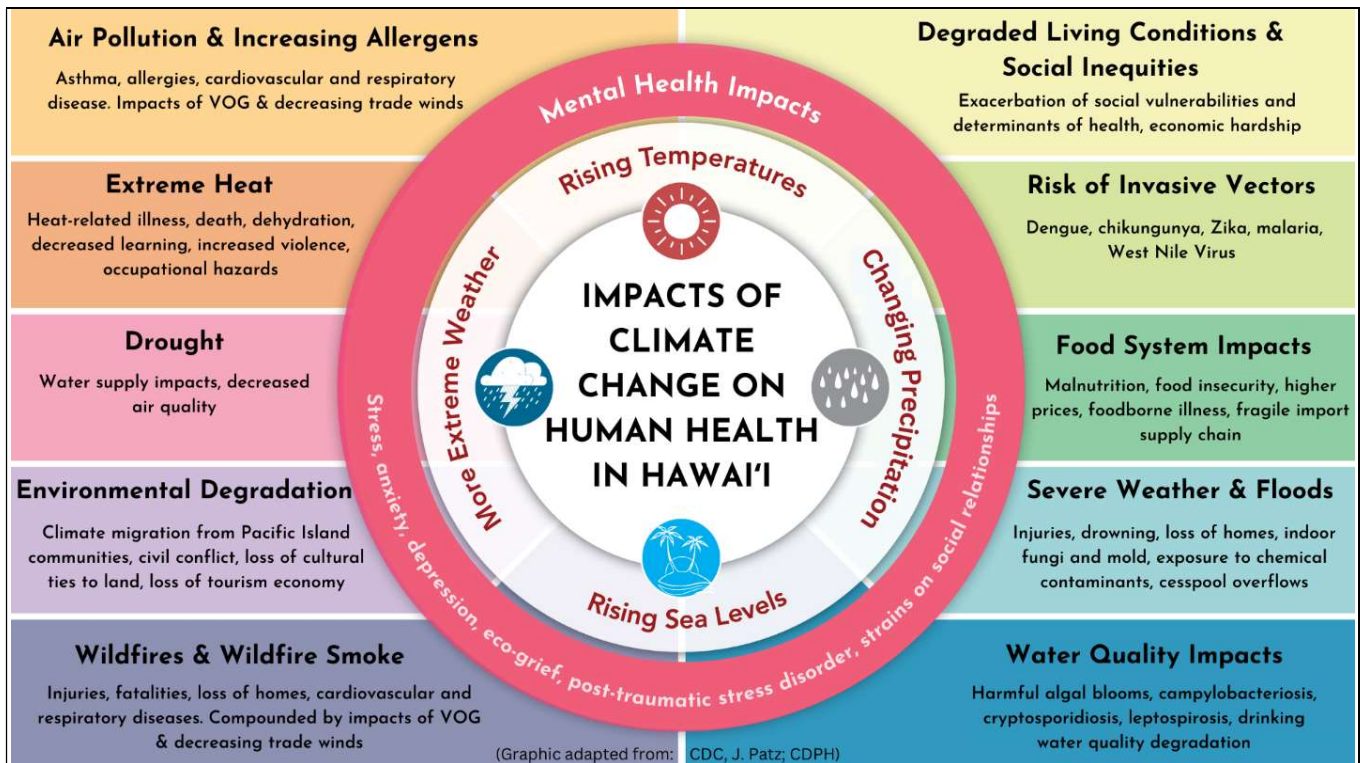 Air Pollution & Increasing Allergens
Asthma, allergies, cardiovascular and respiratory
disease. Impacts of VOG & decreasing trade winds
Extreme Heat
Heat-related illness, death, dehydration,
decreased learning, increased violence,
occupational hazards
Drought
Water supply impacts, decreased
air quality
Environmental Degradation
Climate migration from Pacific Island
communities, civil conflict, loss of cultural
ties to land, loss of tourism economy
Wildfires & Wildfire Smoke
Injuries, fatalities, loss of homes, cardiovascular and
respiratory diseases. Compounded by impacts of VOG
& decreasing trade winds
Mental Health Impacts
Stress, anxiety, depression, eco-grief, post-traumatic stress disorder, strains on social relationships
Rising Temperatures
Changing Precipitation
Rising Sea Levels
More Extreme Weather
IMPACTS OF
CLIMATE
CHANGE ON
HUMAN HEALTH
IN HAWAI‘I
Degraded Living Conditions &
Social Inequities
Exacerbation of social vulnerabilities and
determinants of health, economic hardship
Risk of Invasive Vectors
Dengue, chikungunya, Zika, malaria,
West Nile Virus
Food System Impacts
Malnutrition, food insecurity, higher
prices, foodborne illness, fragile import
supply chain
Severe Weather & Floods
Injuries, drowning, loss of homes, indoor
fungi and mold, exposure to chemical
contaminants, cesspool overflows
Water Quality Impacts
Harmful algal blooms, campylobacteriosis,
cryptosporidiosis, leptospirosis, drinking
water quality degradation
(Graphic adapted from: CDC, J. Patz; CDPH)